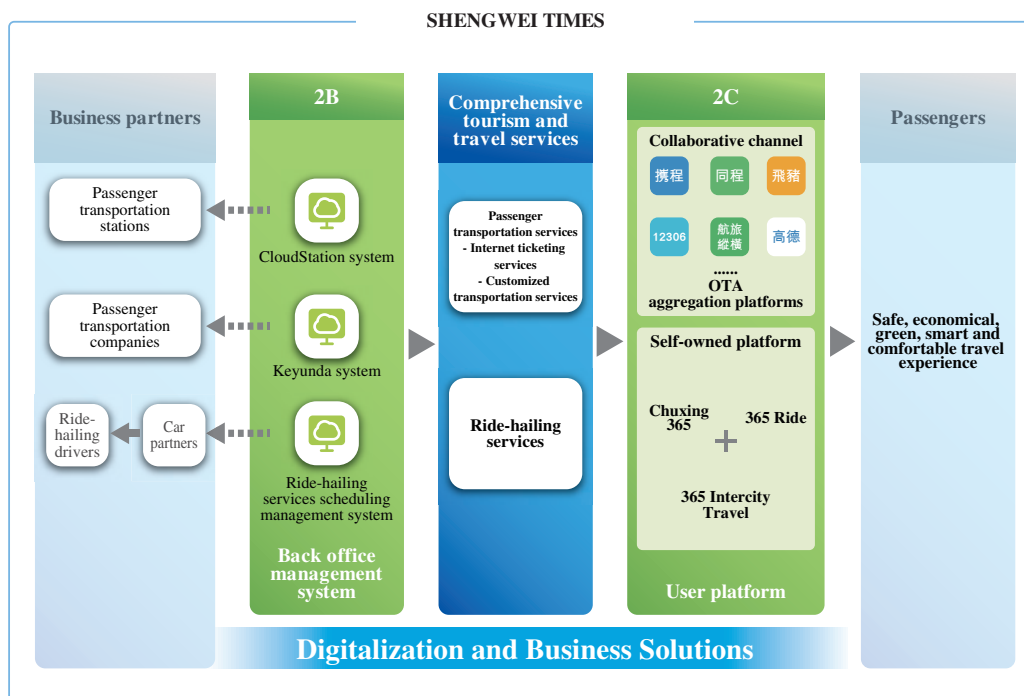 SHENGWEI TIMES
Business partners
Passenger
transportation
stations
Passenger
transportation
companies
Ride-
hailing
drivers
Car
partners
2B
CloudStation system
Keyunda system
Ride-hailing
services scheduling
management system
Back office
management
system
Comprehensive
tourism and
travel services
Passenger
transportation services
- Internet ticketing
services
- Customized
transportation services
Ride-hailing
services
2C
Collaborative channel
携程
同程
飛豬
12306
航旅
縱橫
高德
......
OTA
aggregation platforms
Self-owned platform
Chuxing
365
365 Ride
365 Intercity
Travel
User platform
Passengers
Safe, economical,
green, smart and
comfortable travel
experience
Digitalization and Business Solutions